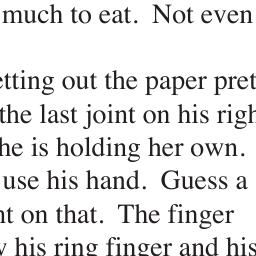 much to eat.  Not even
etting out the paper pret
the last joint on his righ
he is holding her own.
use his hand.  Guess a
nt on that.  The finger
his ring finger and his